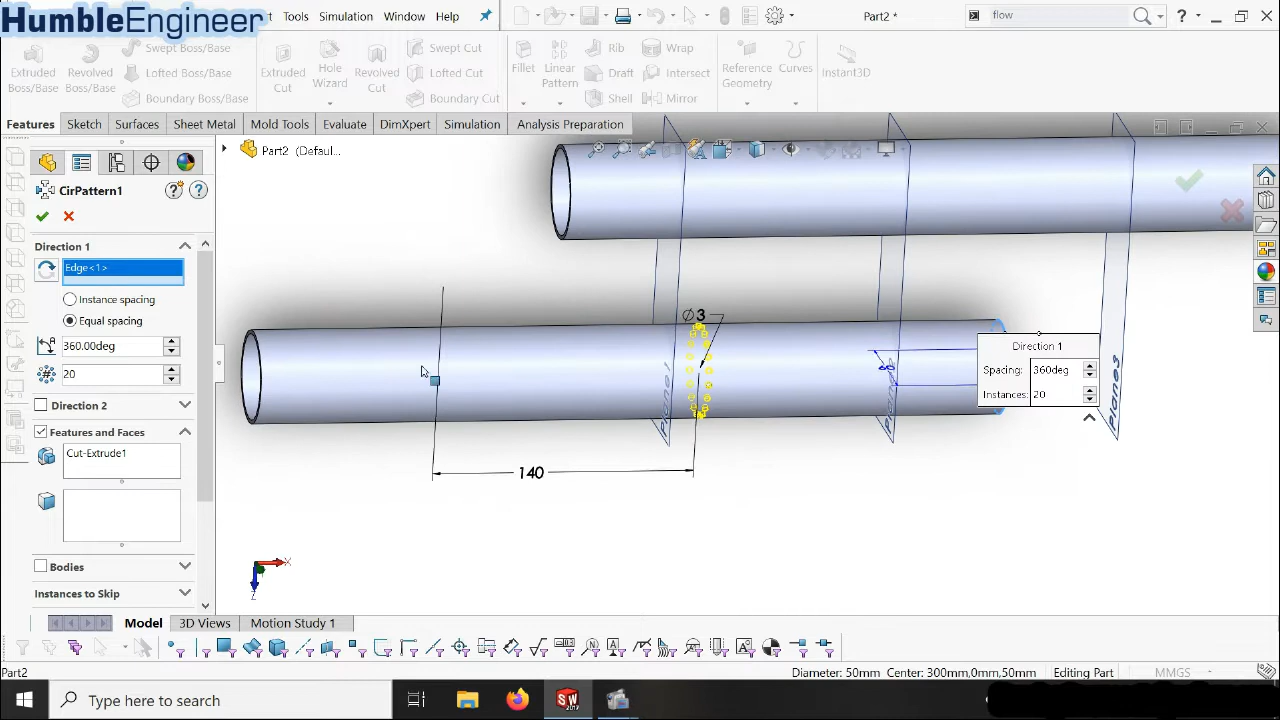 HumbleEngineer
Tools Simulation Window Help
Part2 *
flow
?
Extruded Boss/Base
Revolved Boss/Base
Swept Boss/Base
Lofted Boss/Base
Boundary Boss/Base
Extruded Cut
Hole Wizard
Revolved Cut
Swept Cut
Lofted Cut
Boundary Cut
Fillet
Linear Pattern
Rib
Draft
Shell
Wrap
Intersect
Mirror
Reference Geometry
Curves
Instant3D
Features Sketch Surfaces Sheet Metal Mold Tools Evaluate DimXpert Simulation Analysis Preparation
Part2 (Defaul...
CirPattern1
Direction 1
Edge<1>
Instance spacing
Equal spacing
360.00deg
20
Direction 2
Features and Faces
Cut-Extrude1
Bodies
Instances to Skip
∅3
140
Plane1
Plane3
Direction 1
Spacing: 360deg
Instances: 20
X
Z
Model 3D Views Motion Study 1
Part2
Diameter: 50mm Center: 300mm,0mm,50mm
Editing Part
MMGS
Type here to search